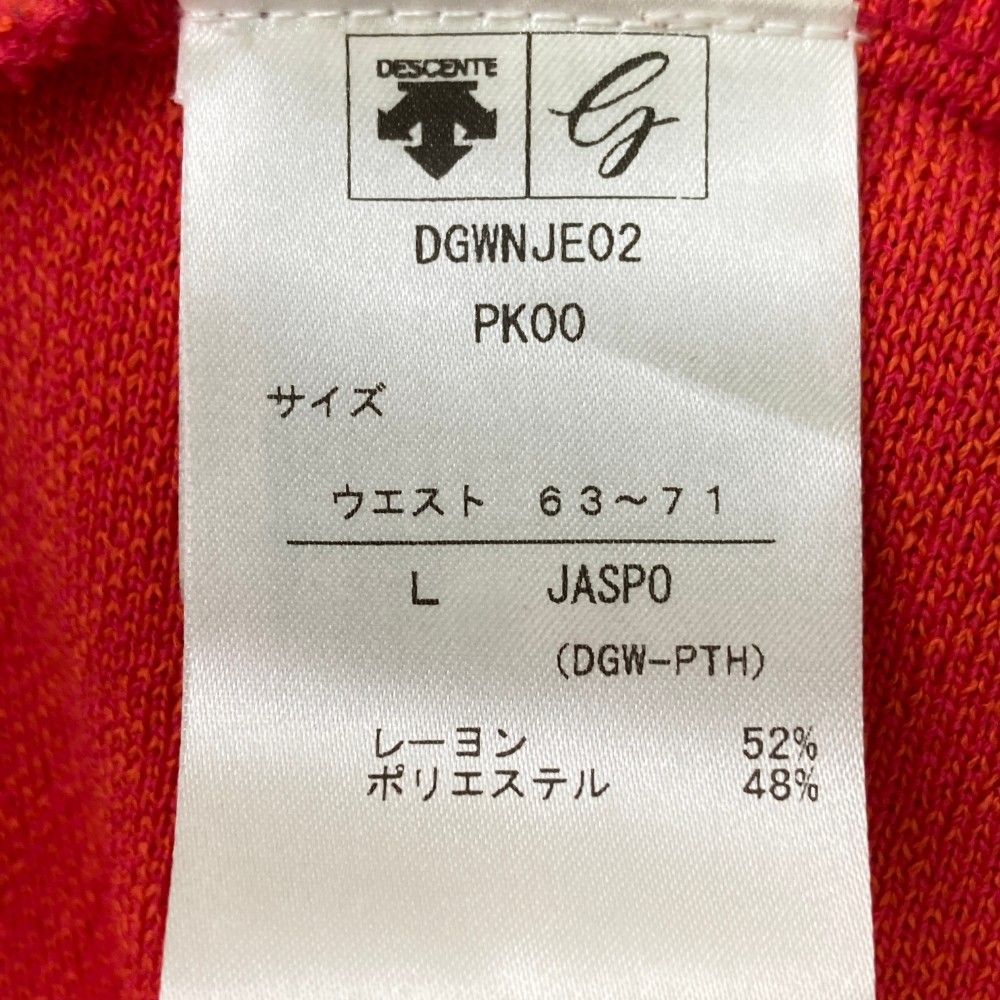 DESCENTE G
DGWNJE02
PK00
サイズ
ウエスト 63〜71
L JASPO
(DGW-PTH)
レーヨン 52%
ポリエステル 48%